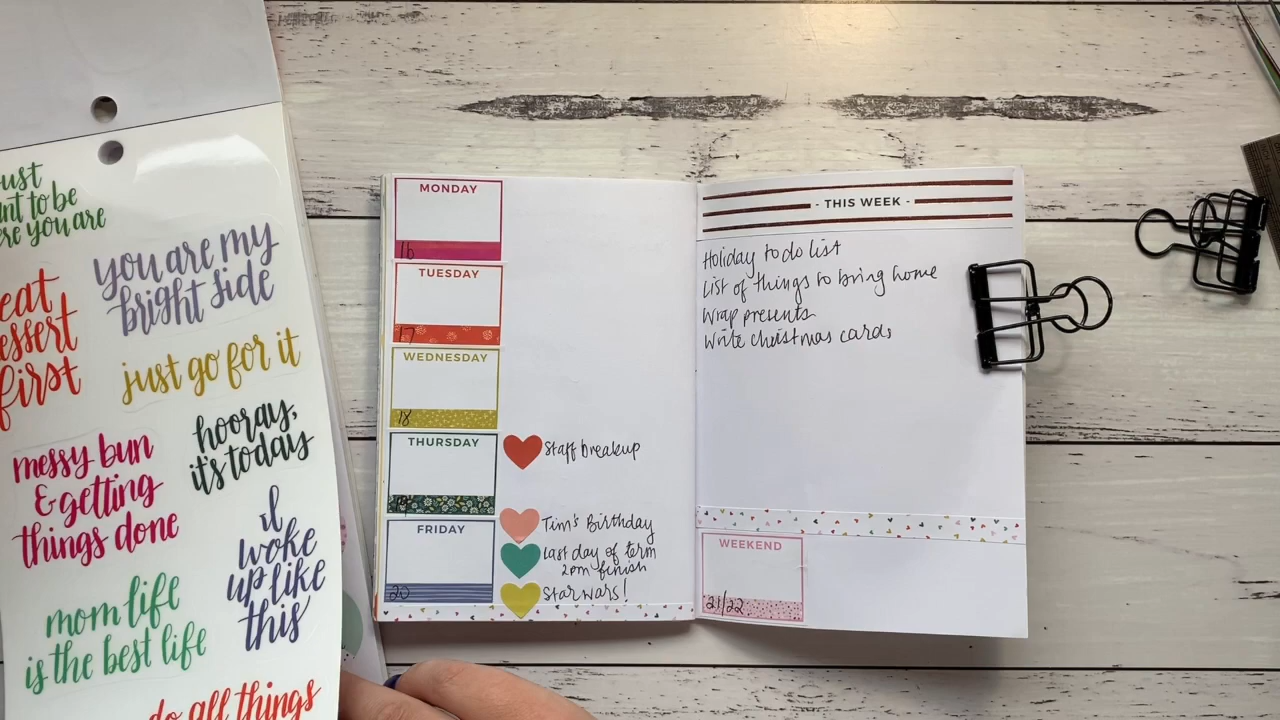 ust
nt to be
ere you are
you are my
bright side
eat
essert
first
just go for it
hooray,
it's today
messy bun
& getting
things done
I
woke
up like
this
mom life
is the best life
do all things
MONDAY
16
TUESDAY
17
WEDNESDAY
18
THURSDAY
19
Staff breakup
FRIDAY
20
Tim's Birthday
Last day of term
2pm finish
Star Wars!
- THIS WEEK -
Holiday to do list
List of things to bring home
Wrap presents
Write Christmas cards
WEEKEND
21/22